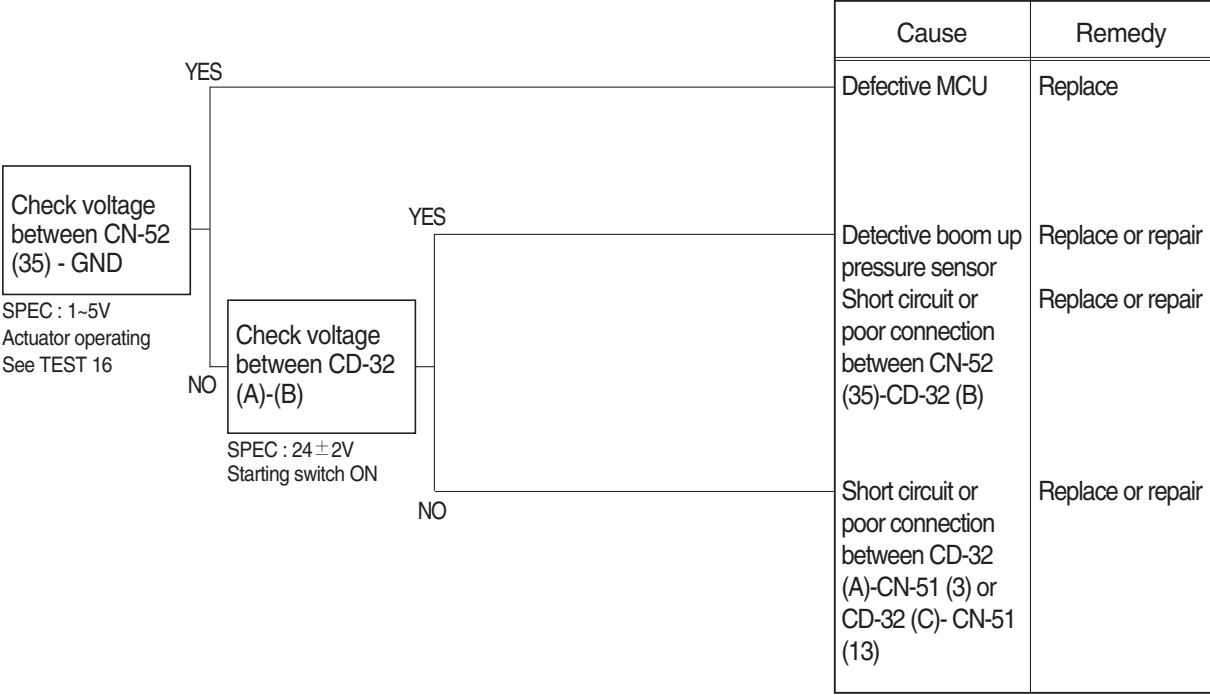 Cause
Remedy
YES
Defective MCU
Replace
Check voltage
between CN-52
(35) - GND
SPEC : 1~5V
Actuator operating
See TEST 16
NO
Check voltage
between CD-32
(A)-(B)
SPEC : 24±2V
Starting switch ON
YES
Detective boom up
pressure sensor
Replace or repair
Short circuit or
poor connection
between CN-52
(35)-CD-32 (B)
Replace or repair
NO
Short circuit or
poor connection
between CD-32
(A)-CN-51 (3) or
CD-32 (C)- CN-51
(13)
Replace or repair